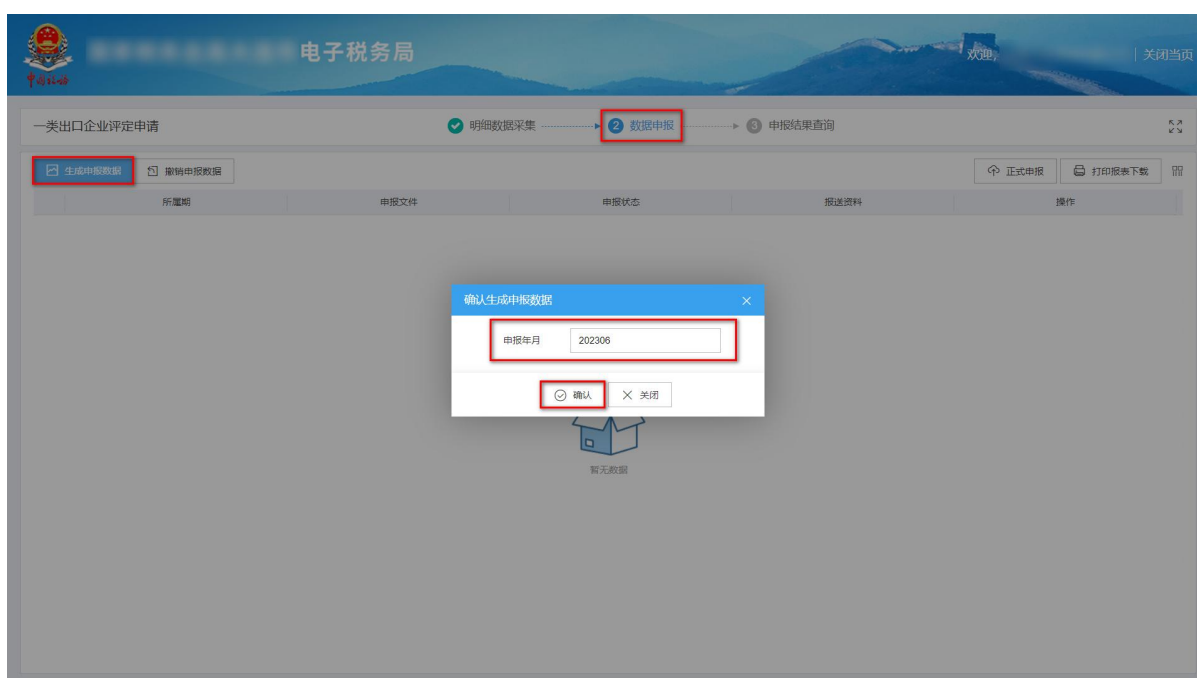 电子税务局
欢迎,
关闭当页
中国税务
一类出口企业评定申请
明细数据采集
2 数据申报
3 申报结果查询
生成申报数据
撤销申报数据
正式申报
打印报表下载
所属期
申报文件
申报状态
报送资料
操作
确认生成申报数据
申报年月
202306
确认
关闭
暂无数据